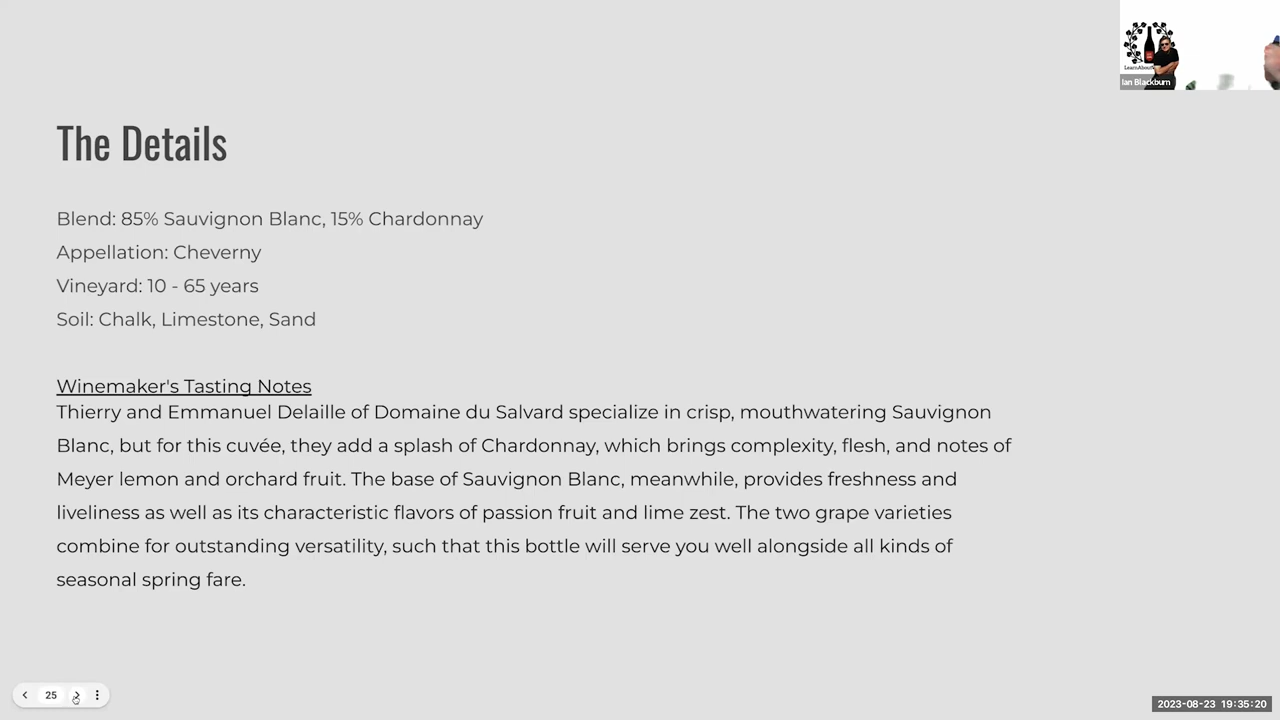 Ian Blackburn
The Details
Blend: 85% Sauvignon Blanc, 15% Chardonnay
Appellation: Cheverny
Vineyard: 10 - 65 years
Soil: Chalk, Limestone, Sand
Winemaker's Tasting Notes
Thierry and Emmanuel Delaille of Domaine du Salvard specialize in crisp, mouthwatering Sauvignon
Blanc, but for this cuvée, they add a splash of Chardonnay, which brings complexity, flesh, and notes of
Meyer lemon and orchard fruit. The base of Sauvignon Blanc, meanwhile, provides freshness and
liveliness as well as its characteristic flavors of passion fruit and lime zest. The two grape varieties
combine for outstanding versatility, such that this bottle will serve you well alongside all kinds of
seasonal spring fare.
25
2023-08-23 19:35:20